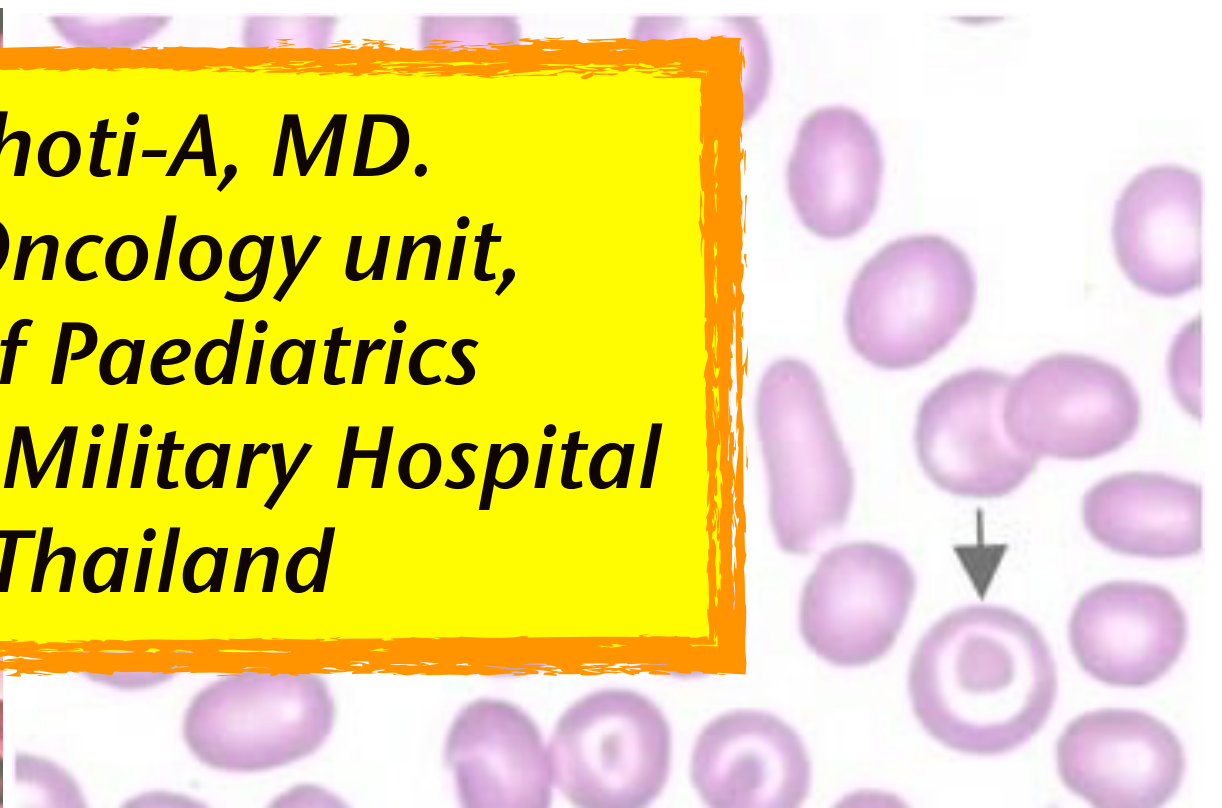 hoti-A, MD.
Oncology unit,
f Paediatrics
Military Hospital
Thailand